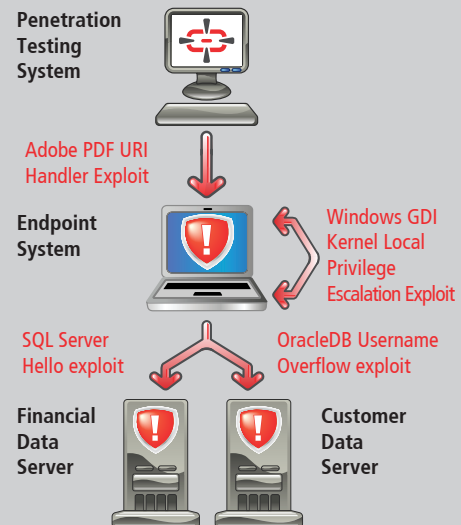 Penetration
Testing
System
Adobe PDF URI
Handler Exploit
Endpoint
System
Windows GDI
Kernel Local
Privilege
Escalation Exploit
SQL Server
Hello exploit
OracleDB Username
Overflow exploit
Financial
Data
Server
Customer
Data
Server